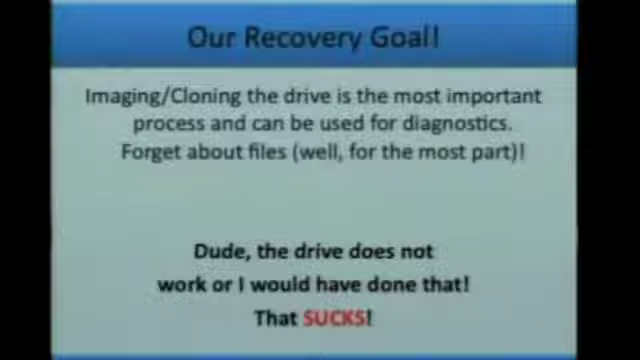 Our Recovery Goal!
Imaging/Cloning the drive is the most important
process and can be used for diagnostics.
Forget about files (well, for the most part)!
Dude, the drive does not
work or I would have done that!
That SUCKS!